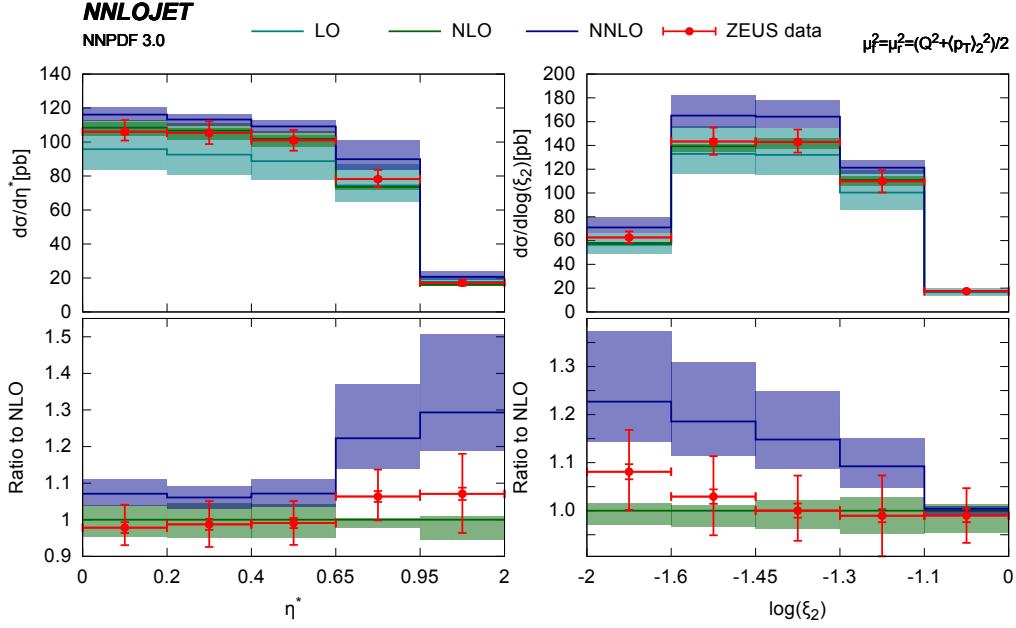 NNLOJET
NNPDF 3.0
LO NLO NNLO ZEUS data
μ_f²=μ_r²=(Q²+⟨p_T⟩_2²)/2
dσ/dη*[pb]
140
120
100
80
60
40
20
0
dσ/dlog(ξ₂)[pb]
200
180
160
140
120
100
80
60
40
20
0
Ratio to NLO
1.5
1.4
1.3
1.2
1.1
1
0.9
0 0.2 0.4 0.65 0.95 2
η*
Ratio to NLO
1.3
1.2
1.1
1.0
-2 -1.6 -1.45 -1.3 -1.1 0
log(ξ₂)